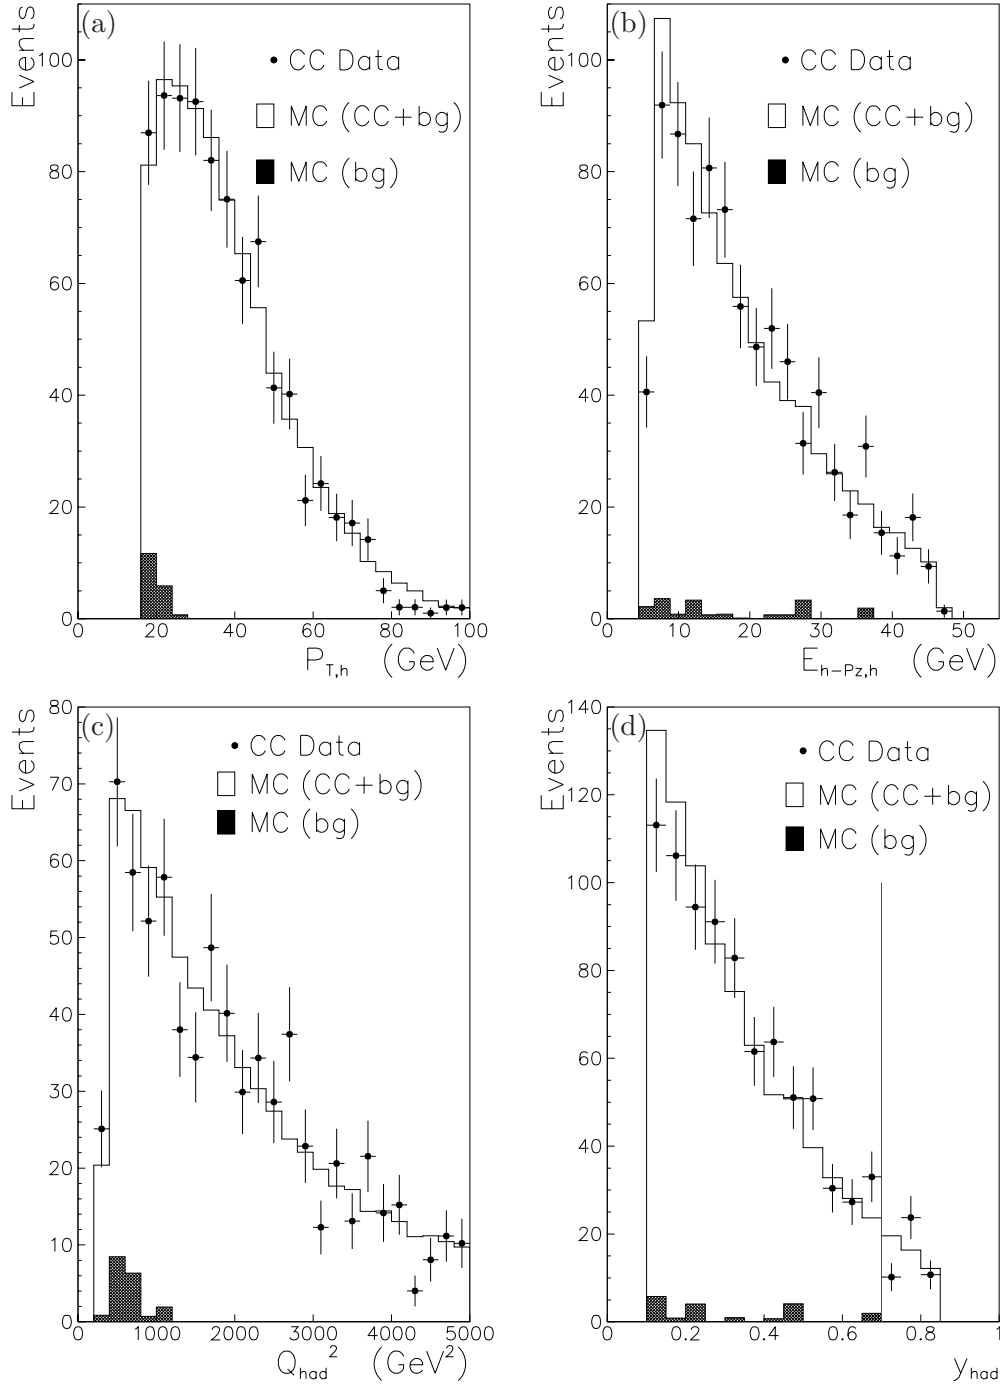 (a)
Events
CC Data
MC (CC+bg)
MC (bg)
100
80
60
40
20
0
0 20 40 60 80 100
P_{T,h} (GeV)
(b)
Events
CC Data
MC (CC+bg)
MC (bg)
100
80
60
40
20
0
0 10 20 30 40 50
E_{h-Pz,h} (GeV)
(c)
Events
CC Data
MC (CC+bg)
MC (bg)
80
70
60
50
40
30
20
10
0
0 1000 2000 3000 4000 5000
Q_{had}^2 (GeV^2)
(d)
Events
CC Data
MC (CC+bg)
MC (bg)
140
120
100
80
60
40
20
0
0 0.2 0.4 0.6 0.8 1
y_{had}